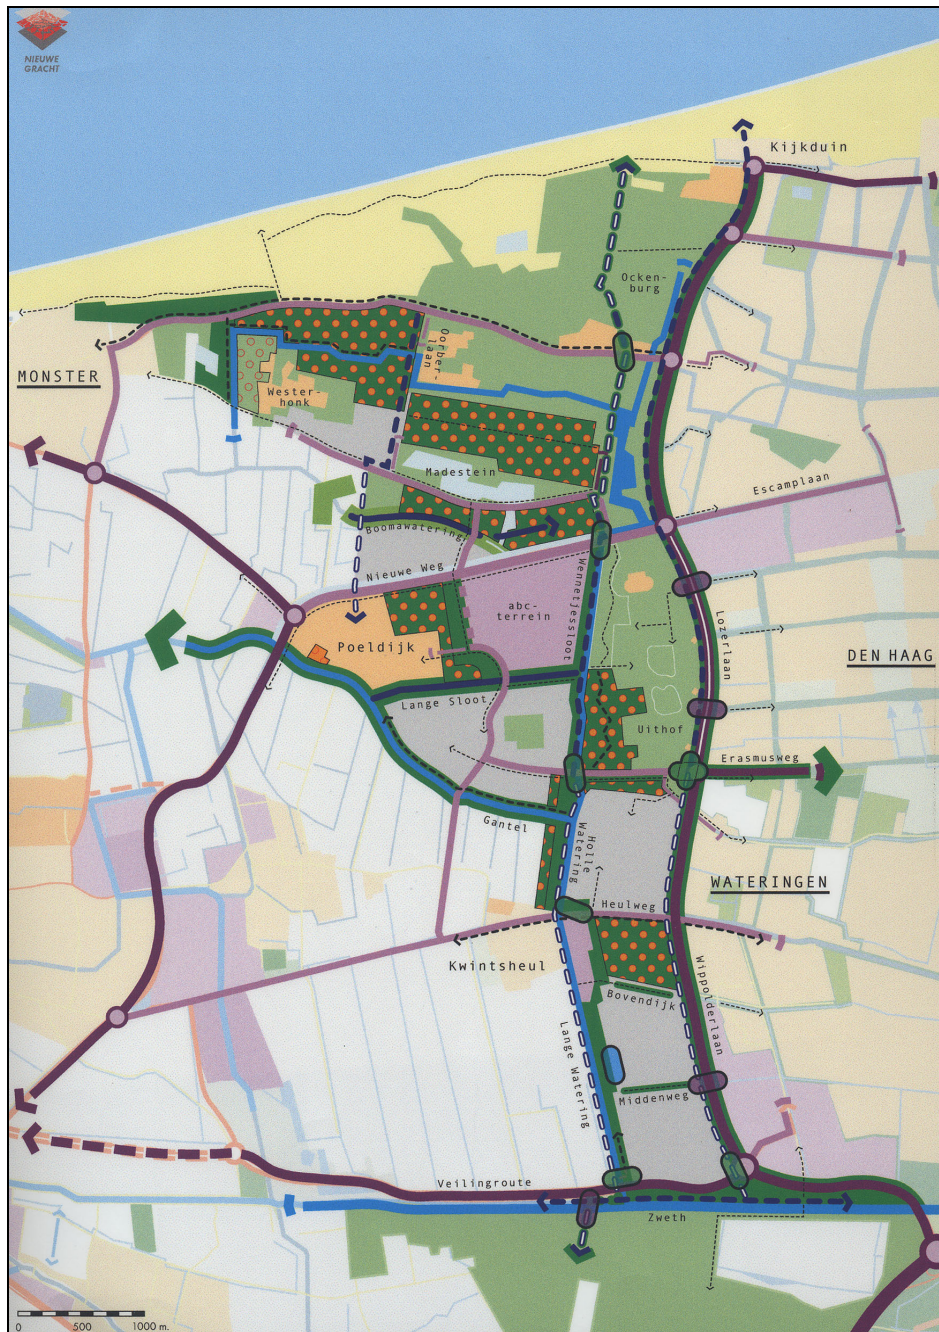 NIEUWE
GRACHT
Kijkduin
Ocken-
burg
MONSTER
Ooiber-
laan
Wester-
honk
Madestein
Escamplaan
Boomawatering
Nieuwe Weg
Wennetjessloot
abc-
terrein
Lozerlaan
Poeldijk
DEN HAAG
Lange Sloot
Uithof
Erasmusweg
Gantel
Holle
Watering
WATERINGEN
Heulweg
Kwintsheul
Wippolderlaan
Bovendijk
Lange Watering
Middenweg
Veilingroute
Zweth
0 500 1000 m.